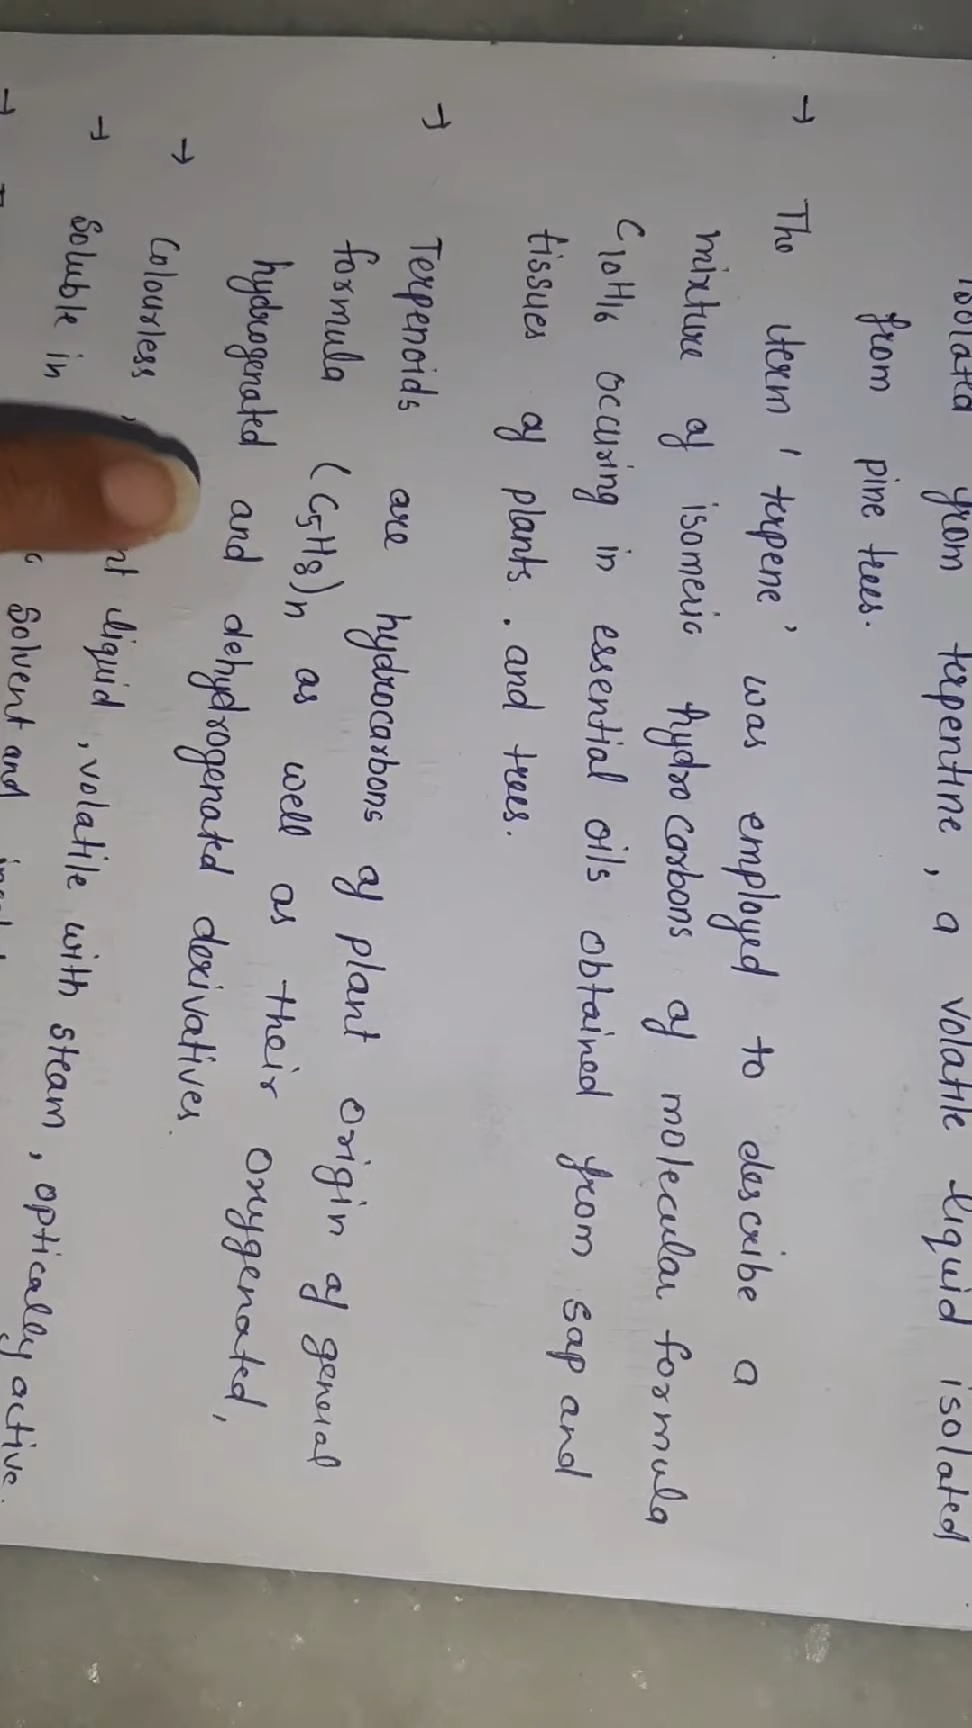 isolated from terpentine, a volatile liquid isolated
from pine trees.
→ The term 'terpene' was employed to describe a
mixture of isomeric hydrocarbons of molecular formula
C10H16 occuring in essential oils obtained from sap and
tissues of plants. and trees.
→ Terpenoids are hydrocarbons of plant origin of general
formula (C5H8)n as well as their oxygenated,
hydrogenated and dehydrogenated derivatives.
→ Colourless, liquid, volatile with steam, optically active.
→ Soluble in solvent and
→